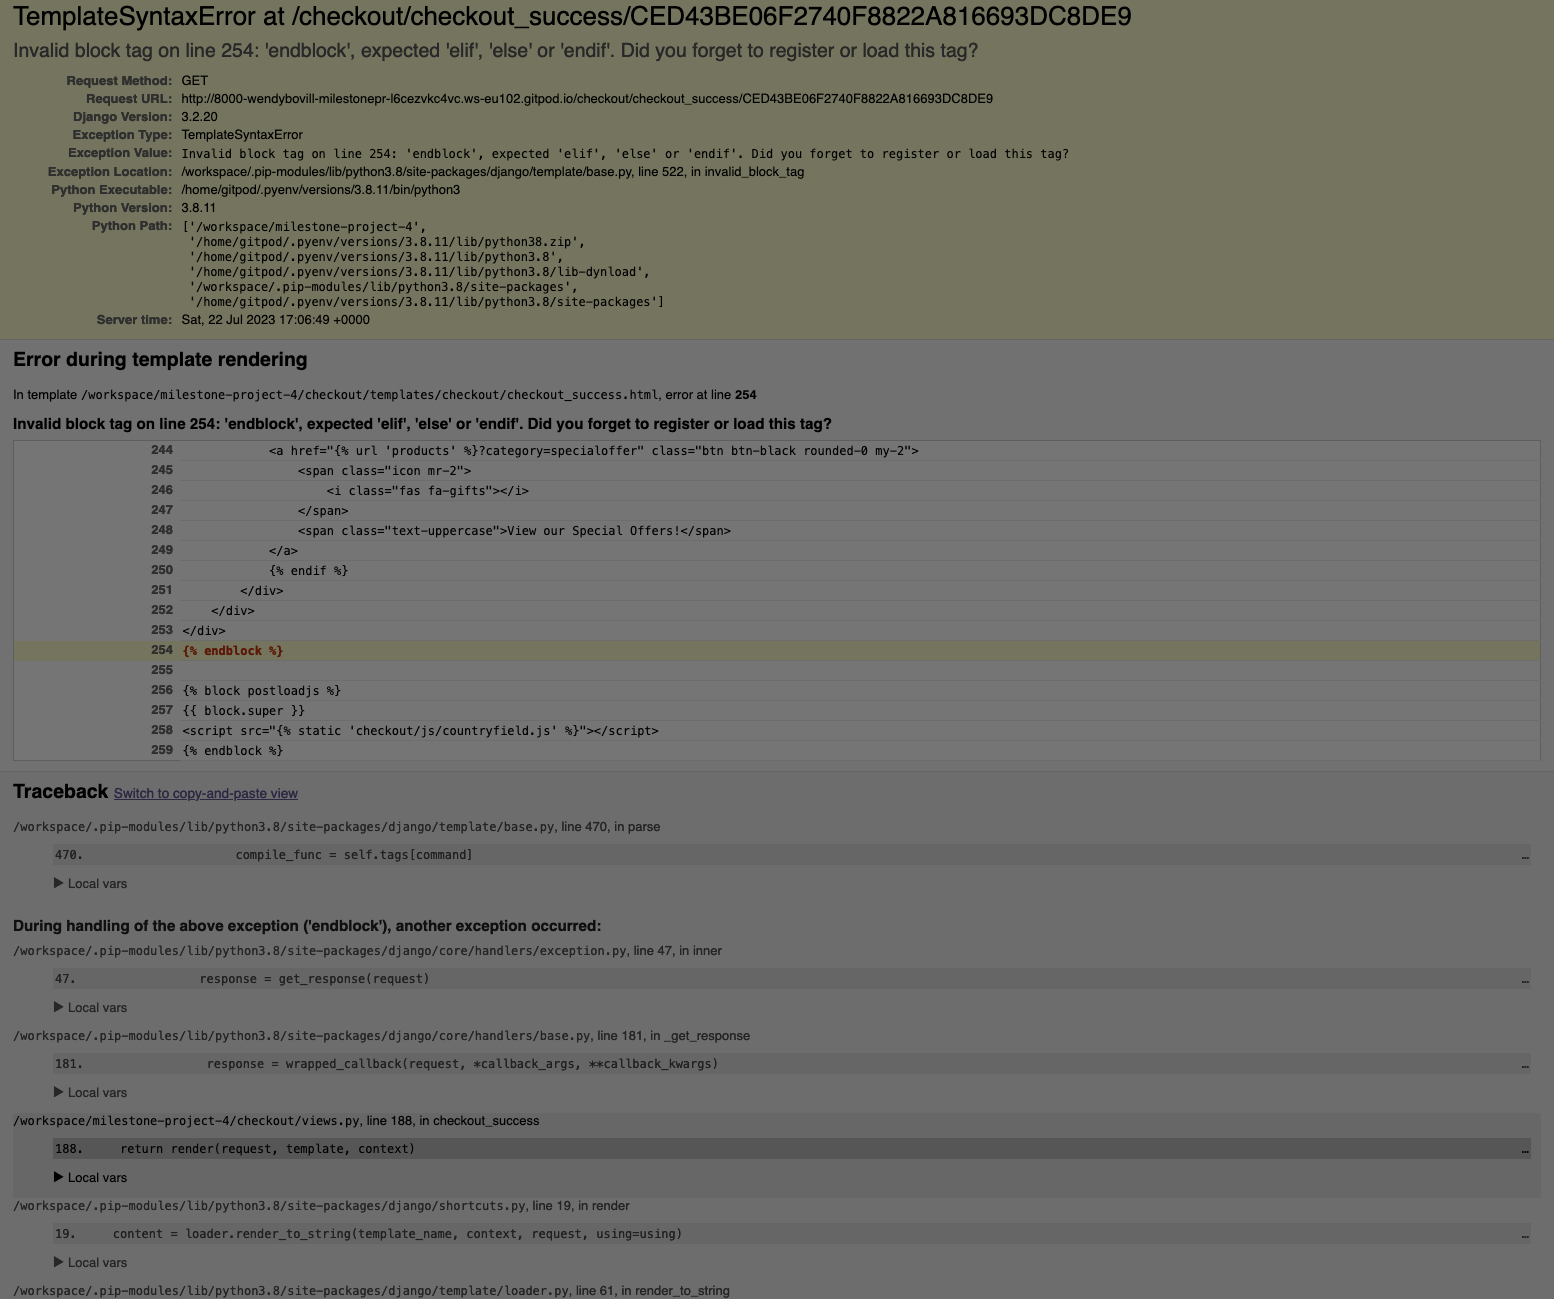 TemplateSyntaxError at /checkout/checkout_success/CED43BE06F2740F8822A816693DC8DE9
Invalid block tag on line 254: 'endblock', expected 'elif', 'else' or 'endif'. Did you forget to register or load this tag?
Request Method: GET
Request URL: http://8000-wendybovill-milestonepr-l6cezvkc4vc.ws-eu102.gitpod.io/checkout/checkout_success/CED43BE06F2740F8822A816693DC8DE9
Django Version: 3.2.20
Exception Type: TemplateSyntaxError
Exception Value: Invalid block tag on line 254: 'endblock', expected 'elif', 'else' or 'endif'. Did you forget to register or load this tag?
Exception Location: /workspace/.pip-modules/lib/python3.8/site-packages/django/template/base.py, line 522, in invalid_block_tag
Python Executable: /home/gitpod/.pyenv/versions/3.8.11/bin/python3
Python Version: 3.8.11
Python Path: ['/workspace/milestone-project-4',
'/home/gitpod/.pyenv/versions/3.8.11/lib/python38.zip',
'/home/gitpod/.pyenv/versions/3.8.11/lib/python3.8',
'/home/gitpod/.pyenv/versions/3.8.11/lib/python3.8/lib-dynload',
'/workspace/.pip-modules/lib/python3.8/site-packages',
'/home/gitpod/.pyenv/versions/3.8.11/lib/python3.8/site-packages']
Server time: Sat, 22 Jul 2023 17:06:49 +0000
Error during template rendering
In template /workspace/milestone-project-4/checkout/templates/checkout/checkout_success.html, error at line 254
Invalid block tag on line 254: 'endblock', expected 'elif', 'else' or 'endif'. Did you forget to register or load this tag?
244 <a href="{% url 'products' %}?category=specialoffer" class="btn btn-black rounded-0 my-2">
245 <span class="icon mr-2">
246 <i class="fas fa-gifts"></i>
247 </span>
248 <span class="text-uppercase">View our Special Offers!</span>
249 </a>
250 {% endif %}
251 </div>
252 </div>
253 </div>
254 {% endblock %}
255
256 {% block postloadjs %}
257 {{ block.super }}
258 <script src="{% static 'checkout/js/countryfield.js' %}"></script>
259 {% endblock %}
Traceback Switch to copy-and-paste view
/workspace/.pip-modules/lib/python3.8/site-packages/django/template/base.py, line 470, in parse
470. compile_func = self.tags[command] …
▶ Local vars
During handling of the above exception ('endblock'), another exception occurred:
/workspace/.pip-modules/lib/python3.8/site-packages/django/core/handlers/exception.py, line 47, in inner
47. response = get_response(request) …
▶ Local vars
/workspace/.pip-modules/lib/python3.8/site-packages/django/core/handlers/base.py, line 181, in _get_response
181. response = wrapped_callback(request, *callback_args, **callback_kwargs) …
▶ Local vars
/workspace/milestone-project-4/checkout/views.py, line 188, in checkout_success
188. return render(request, template, context) …
▶ Local vars
/workspace/.pip-modules/lib/python3.8/site-packages/django/shortcuts.py, line 19, in render
19. content = loader.render_to_string(template_name, context, request, using=using) …
▶ Local vars
/workspace/.pip-modules/lib/python3.8/site-packages/django/template/loader.py, line 61, in render_to_string